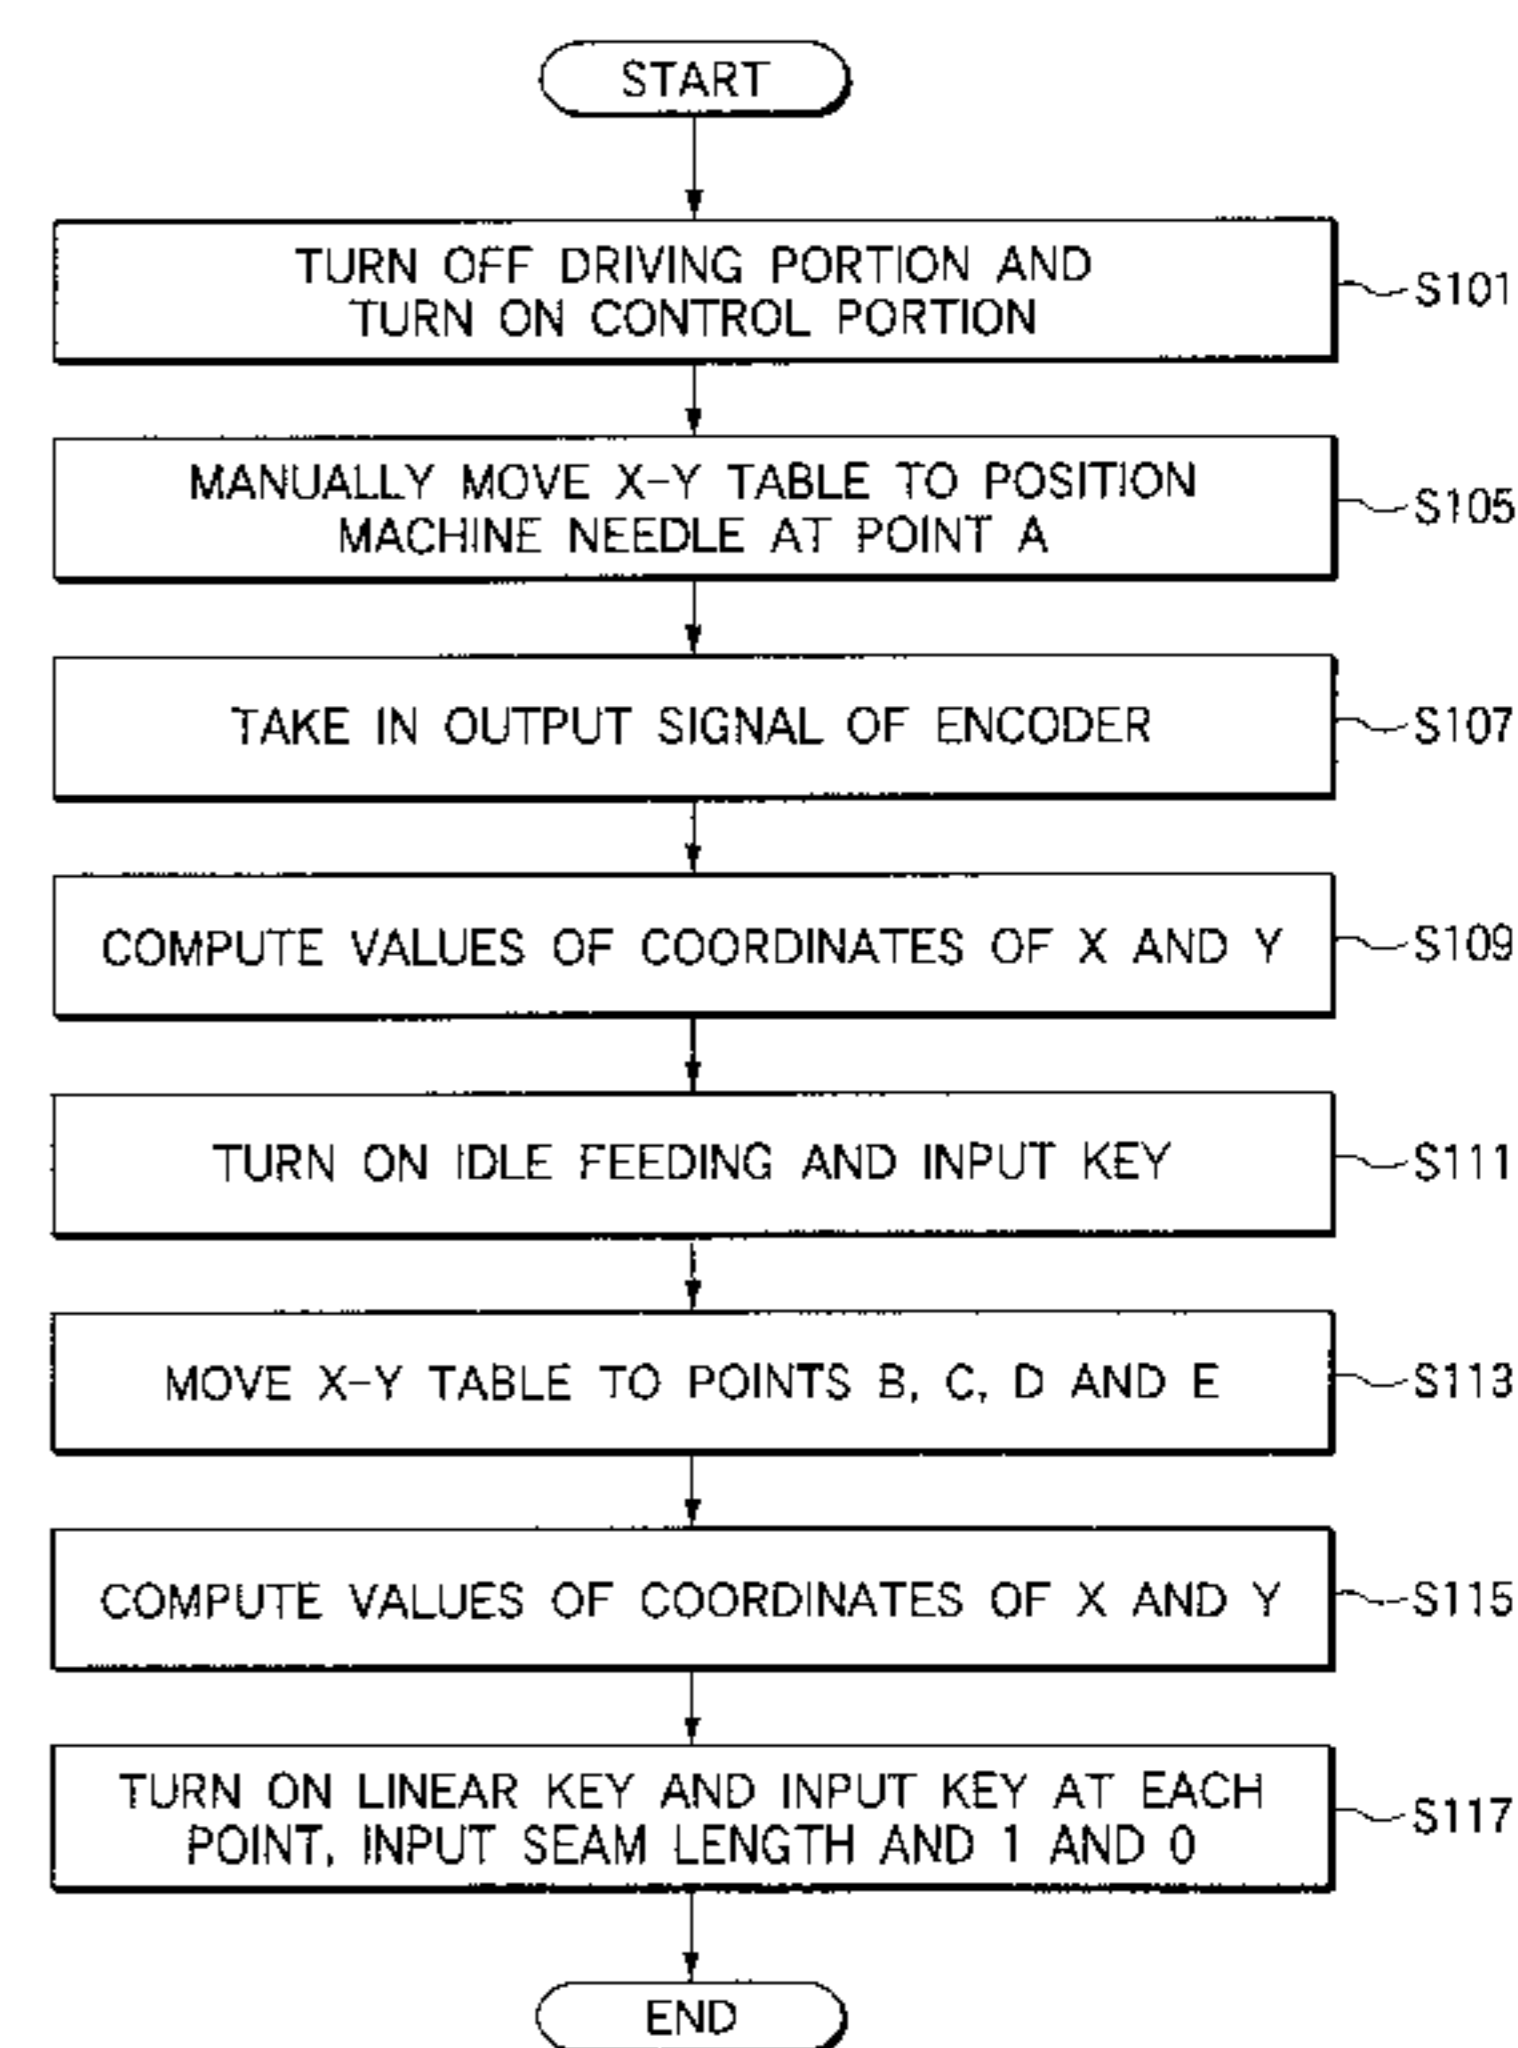 START
TURN OFF DRIVING PORTION AND
TURN ON CONTROL PORTION
S101
MANUALLY MOVE X-Y TABLE TO POSITION
MACHINE NEEDLE AT POINT A
S105
TAKE IN OUTPUT SIGNAL OF ENCODER
S107
COMPUTE VALUES OF COORDINATES OF X AND Y
S109
TURN ON IDLE FEEDING AND INPUT KEY
S111
MOVE X-Y TABLE TO POINTS B, C, D AND E
S113
COMPUTE VALUES OF COORDINATES OF X AND Y
S115
TURN ON LINEAR KEY AND INPUT KEY AT EACH
POINT, INPUT SEAM LENGTH AND 1 AND 0
S117
END